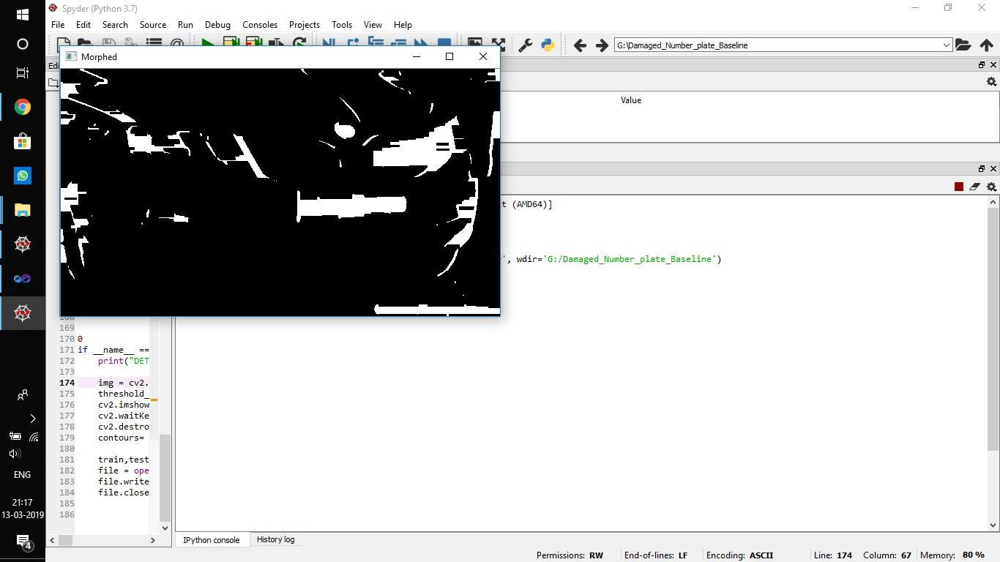 Spyder (Python 3.7)
File Edit Search Source Run Debug Consoles Projects Tools View Help
G:\Damaged_Number_plate_Baseline
Morphed
Edi
Value
t (AMD64)]
', wdir='G:/Damaged_Number_plate_Baseline')
168
169
170 0
171 if __name__ ==
172 print("DET
173
174 img = cv2.
175 threshold_
176 cv2.imshow
177 cv2.waitKe
178 cv2.destro
179 contours=
180
181 train,test
182 file = ope
183 file.write
184 file.close
185
186
ENG
21:17
13-03-2019
4
IPython console History log
Permissions: RW End-of-lines: LF Encoding: ASCII Line: 174 Column: 67 Memory: 80 %